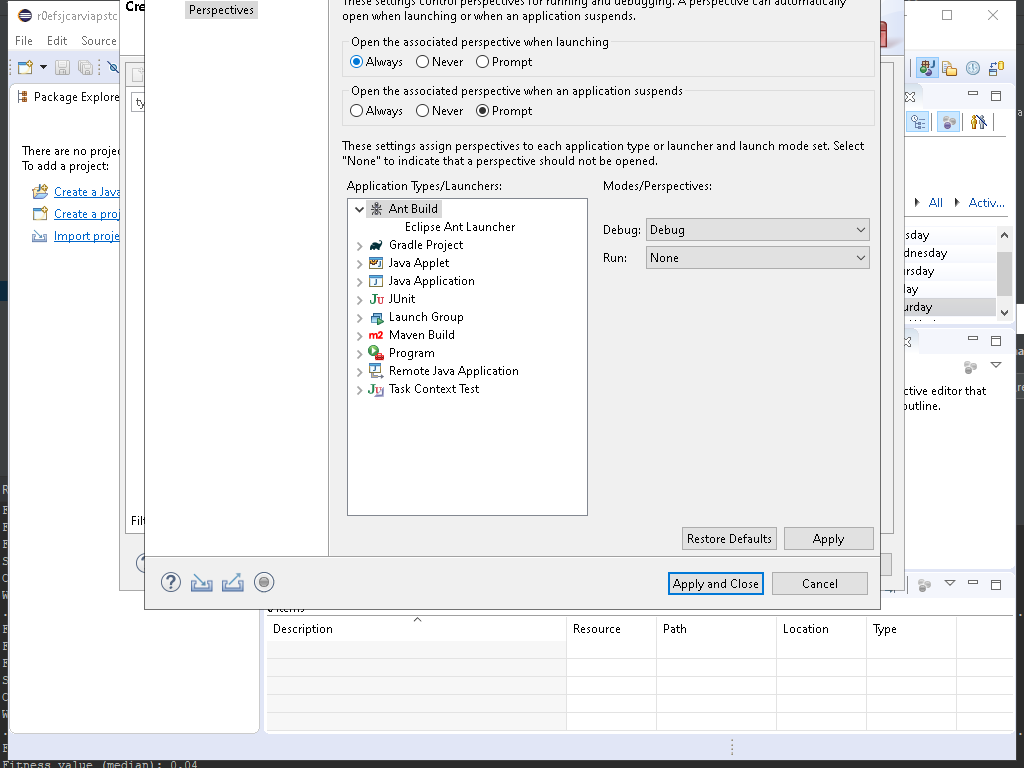 r0efsjcarviapstc
Cre
File Edit Source
Package Explore
There are no proje
To add a project:
Create a Java
Create a proj
Import proje
Perspectives
These settings control perspectives for running and debugging. A perspective can automatically
open when launching or when an application suspends.
Open the associated perspective when launching
Always Never Prompt
Open the associated perspective when an application suspends
Always Never Prompt
These settings assign perspectives to each application type or launcher and launch mode set. Select
"None" to indicate that a perspective should not be opened.
Application Types/Launchers:
Modes/Perspectives:
Ant Build
Eclipse Ant Launcher
Gradle Project
Java Applet
Java Application
JUnit
Launch Group
Maven Build
Program
Remote Java Application
Task Context Test
Debug: Debug
Run: None
Restore Defaults Apply
Apply and Close Cancel
ty
Filt
All Activ...
sday
dnesday
ursday
day
urday
ctive editor that
outline.
Description Resource Path Location Type
Fitness value (median): 0.04